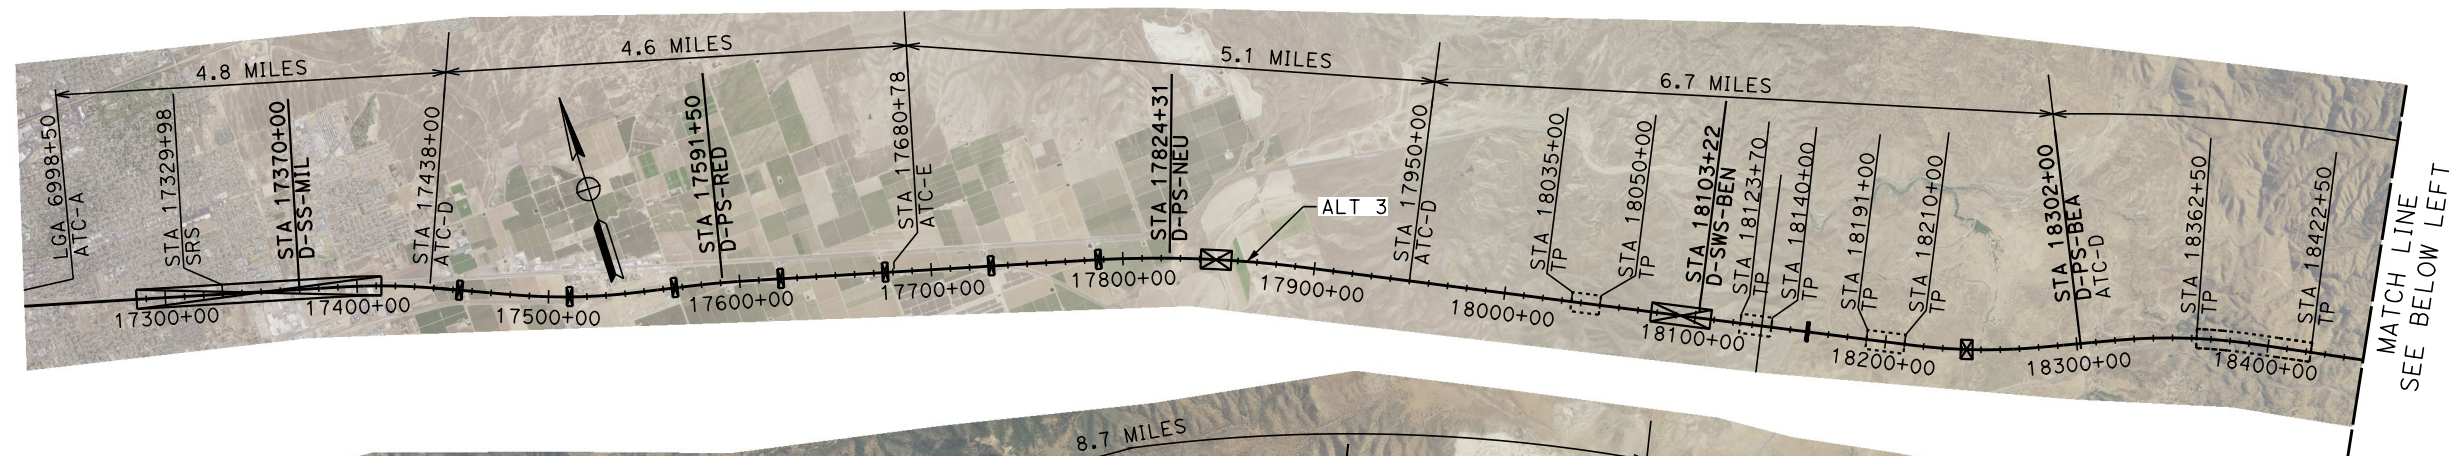 4.8 MILES
4.6 MILES
5.1 MILES
6.7 MILES
LGA 6998+50
ATC-A
STA 17329+98
SRS
STA 17370+00
D-SS-MIL
STA 17438+00
ATC-D
STA 17591+50
D-PS-RED
STA 17680+78
ATC-E
STA 17824+31
D-PS-NEU
ALT 3
STA 17950+00
ATC-D
STA 18035+00
TP
STA 18050+00
TP
STA 18103+22
D-SWS-BEN
STA 18123+70
TP
STA 18140+00
TP
STA 18191+00
TP
STA 18210+00
TP
STA 18302+00
D-PS-BEA
ATC-D
STA 18362+50
TP
STA 18422+50
TP
MATCH LINE
SEE BELOW LEFT
17300+00
17400+00
17500+00
17600+00
17700+00
17800+00
17900+00
18000+00
18100+00
18200+00
18300+00
18400+00
8.7 MILES